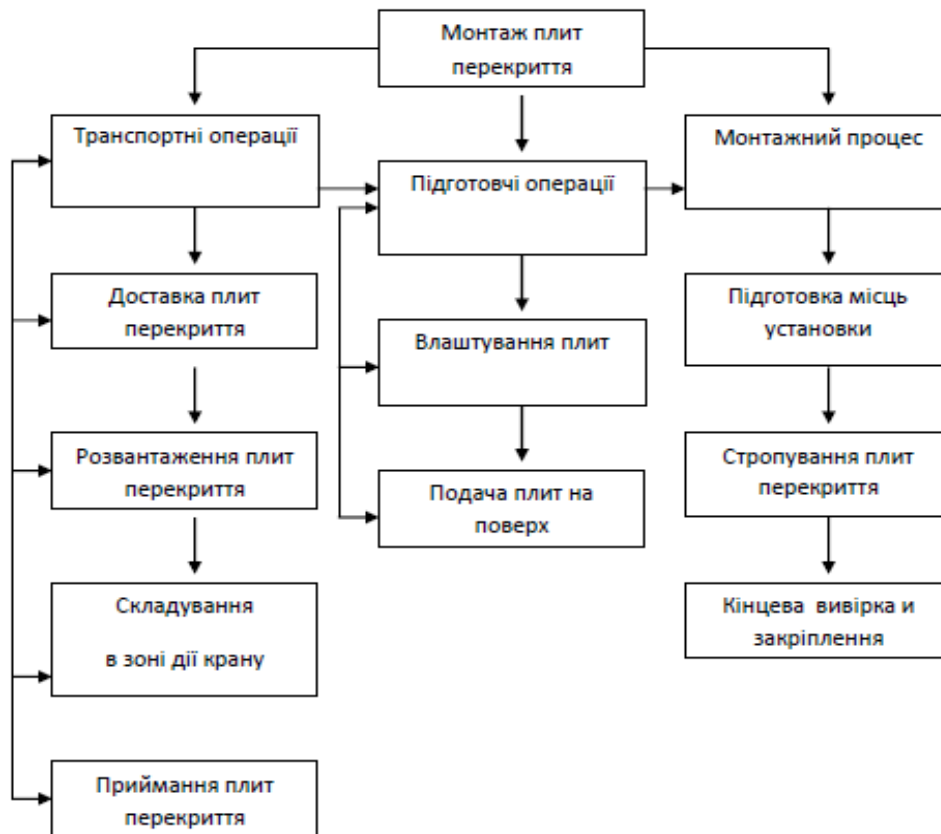 Монтаж плит
перекриття
Транспортні операції
Підготовчі операції
Монтажний процес
Доставка плит
перекриття
Влаштування плит
Підготовка місць
установки
Розвантаження плит
перекриття
Подача плит на
поверх
Стропування плит
перекриття
Складування
в зоні дії крану
Кінцева вивірка и
закріплення
Приймання плит
перекриття